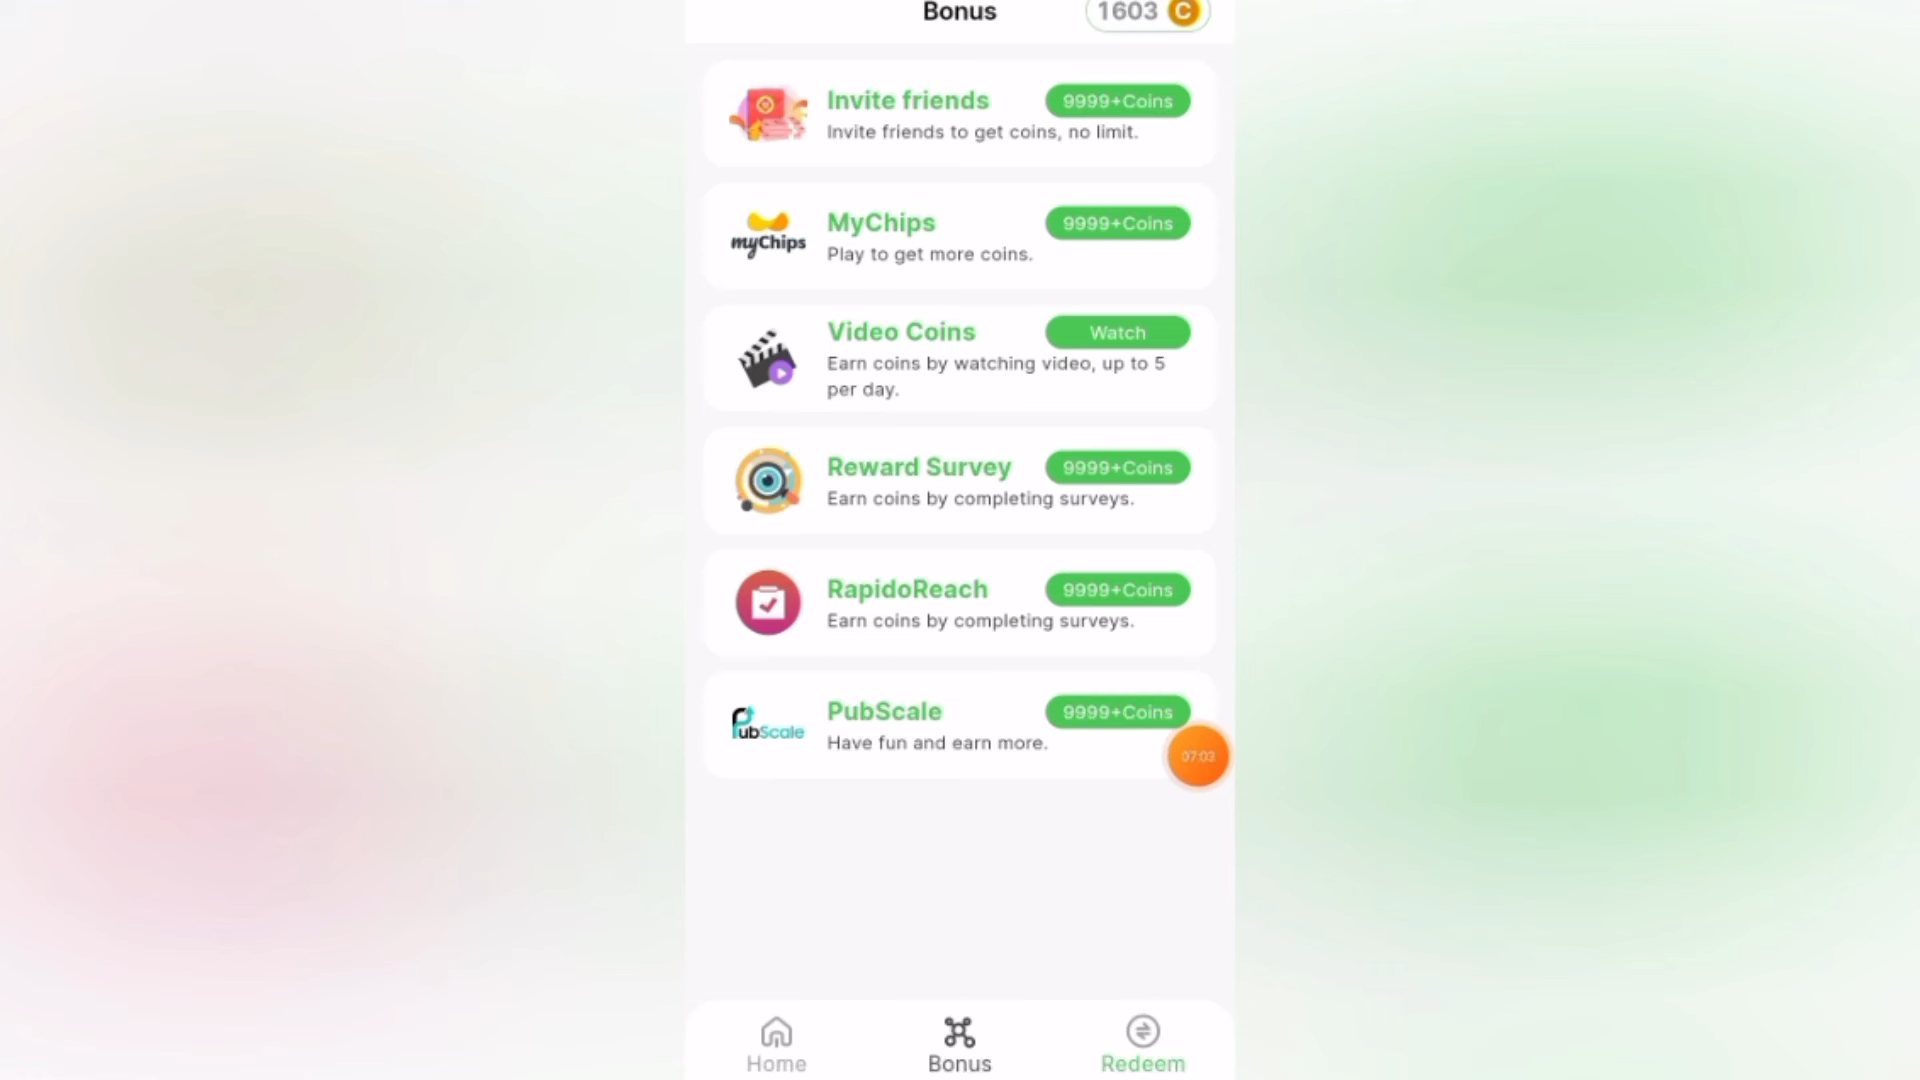 Bonus
1603 C
Invite friends
9999+Coins
Invite friends to get coins, no limit.
myChips
MyChips
9999+Coins
Play to get more coins.
Video Coins
Watch
Earn coins by watching video, up to 5
per day.
Reward Survey
9999+Coins
Earn coins by completing surveys.
RapidoReach
9999+Coins
Earn coins by completing surveys.
PubScale
PubScale
9999+Coins
Have fun and earn more.
07:03
Home
Bonus
Redeem